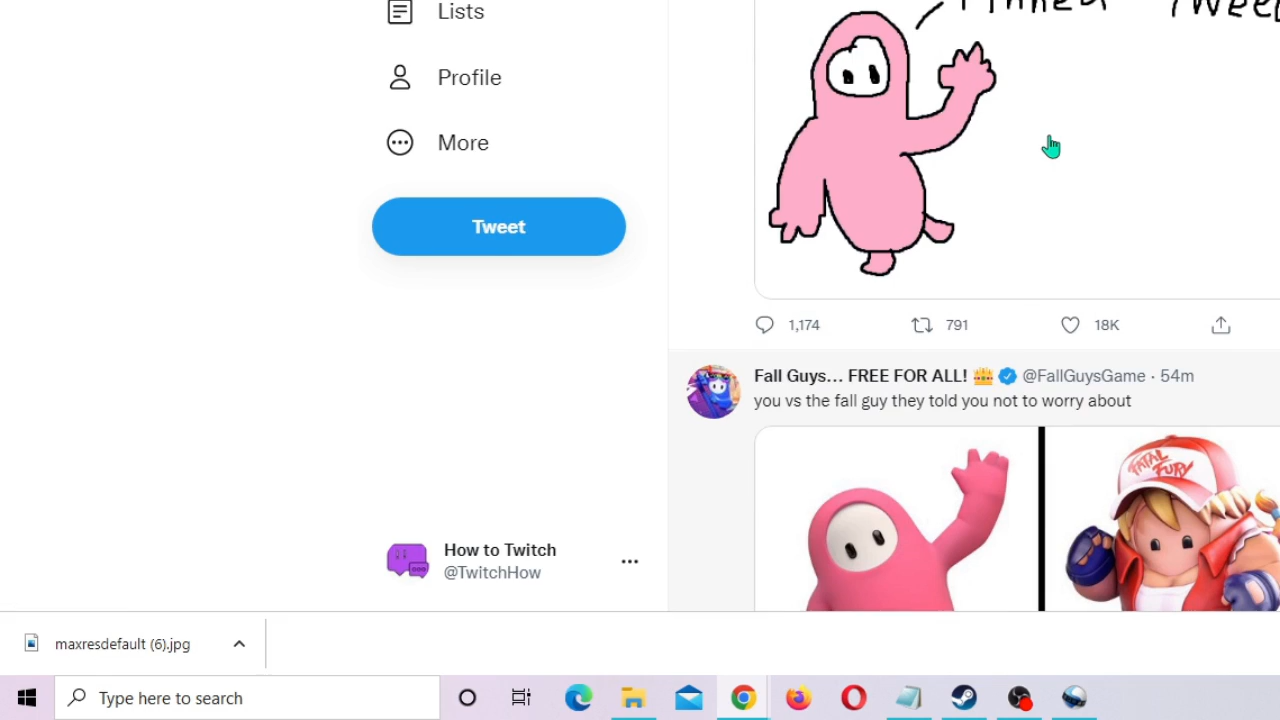 Pinned Tweet
Lists
Profile
More
Tweet
1,174
791
18K
Fall Guys... FREE FOR ALL! 👑 @FallGuysGame · 54m
you vs the fall guy they told you not to worry about
FATAL FURY
How to Twitch
@TwitchHow
maxresdefault (6).jpg
Type here to search